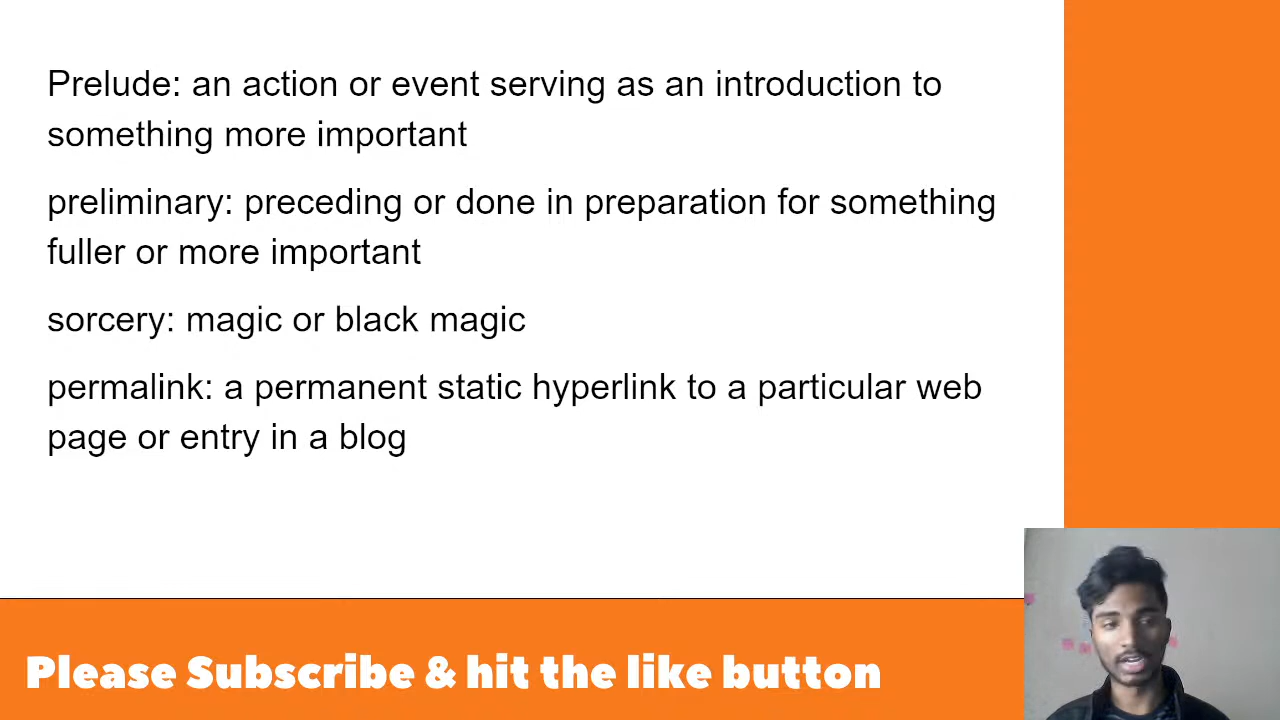 Prelude: an action or event serving as an introduction to
something more important
preliminary: preceding or done in preparation for something
fuller or more important
sorcery: magic or black magic
permalink: a permanent static hyperlink to a particular web
page or entry in a blog
Please Subscribe & hit the like button